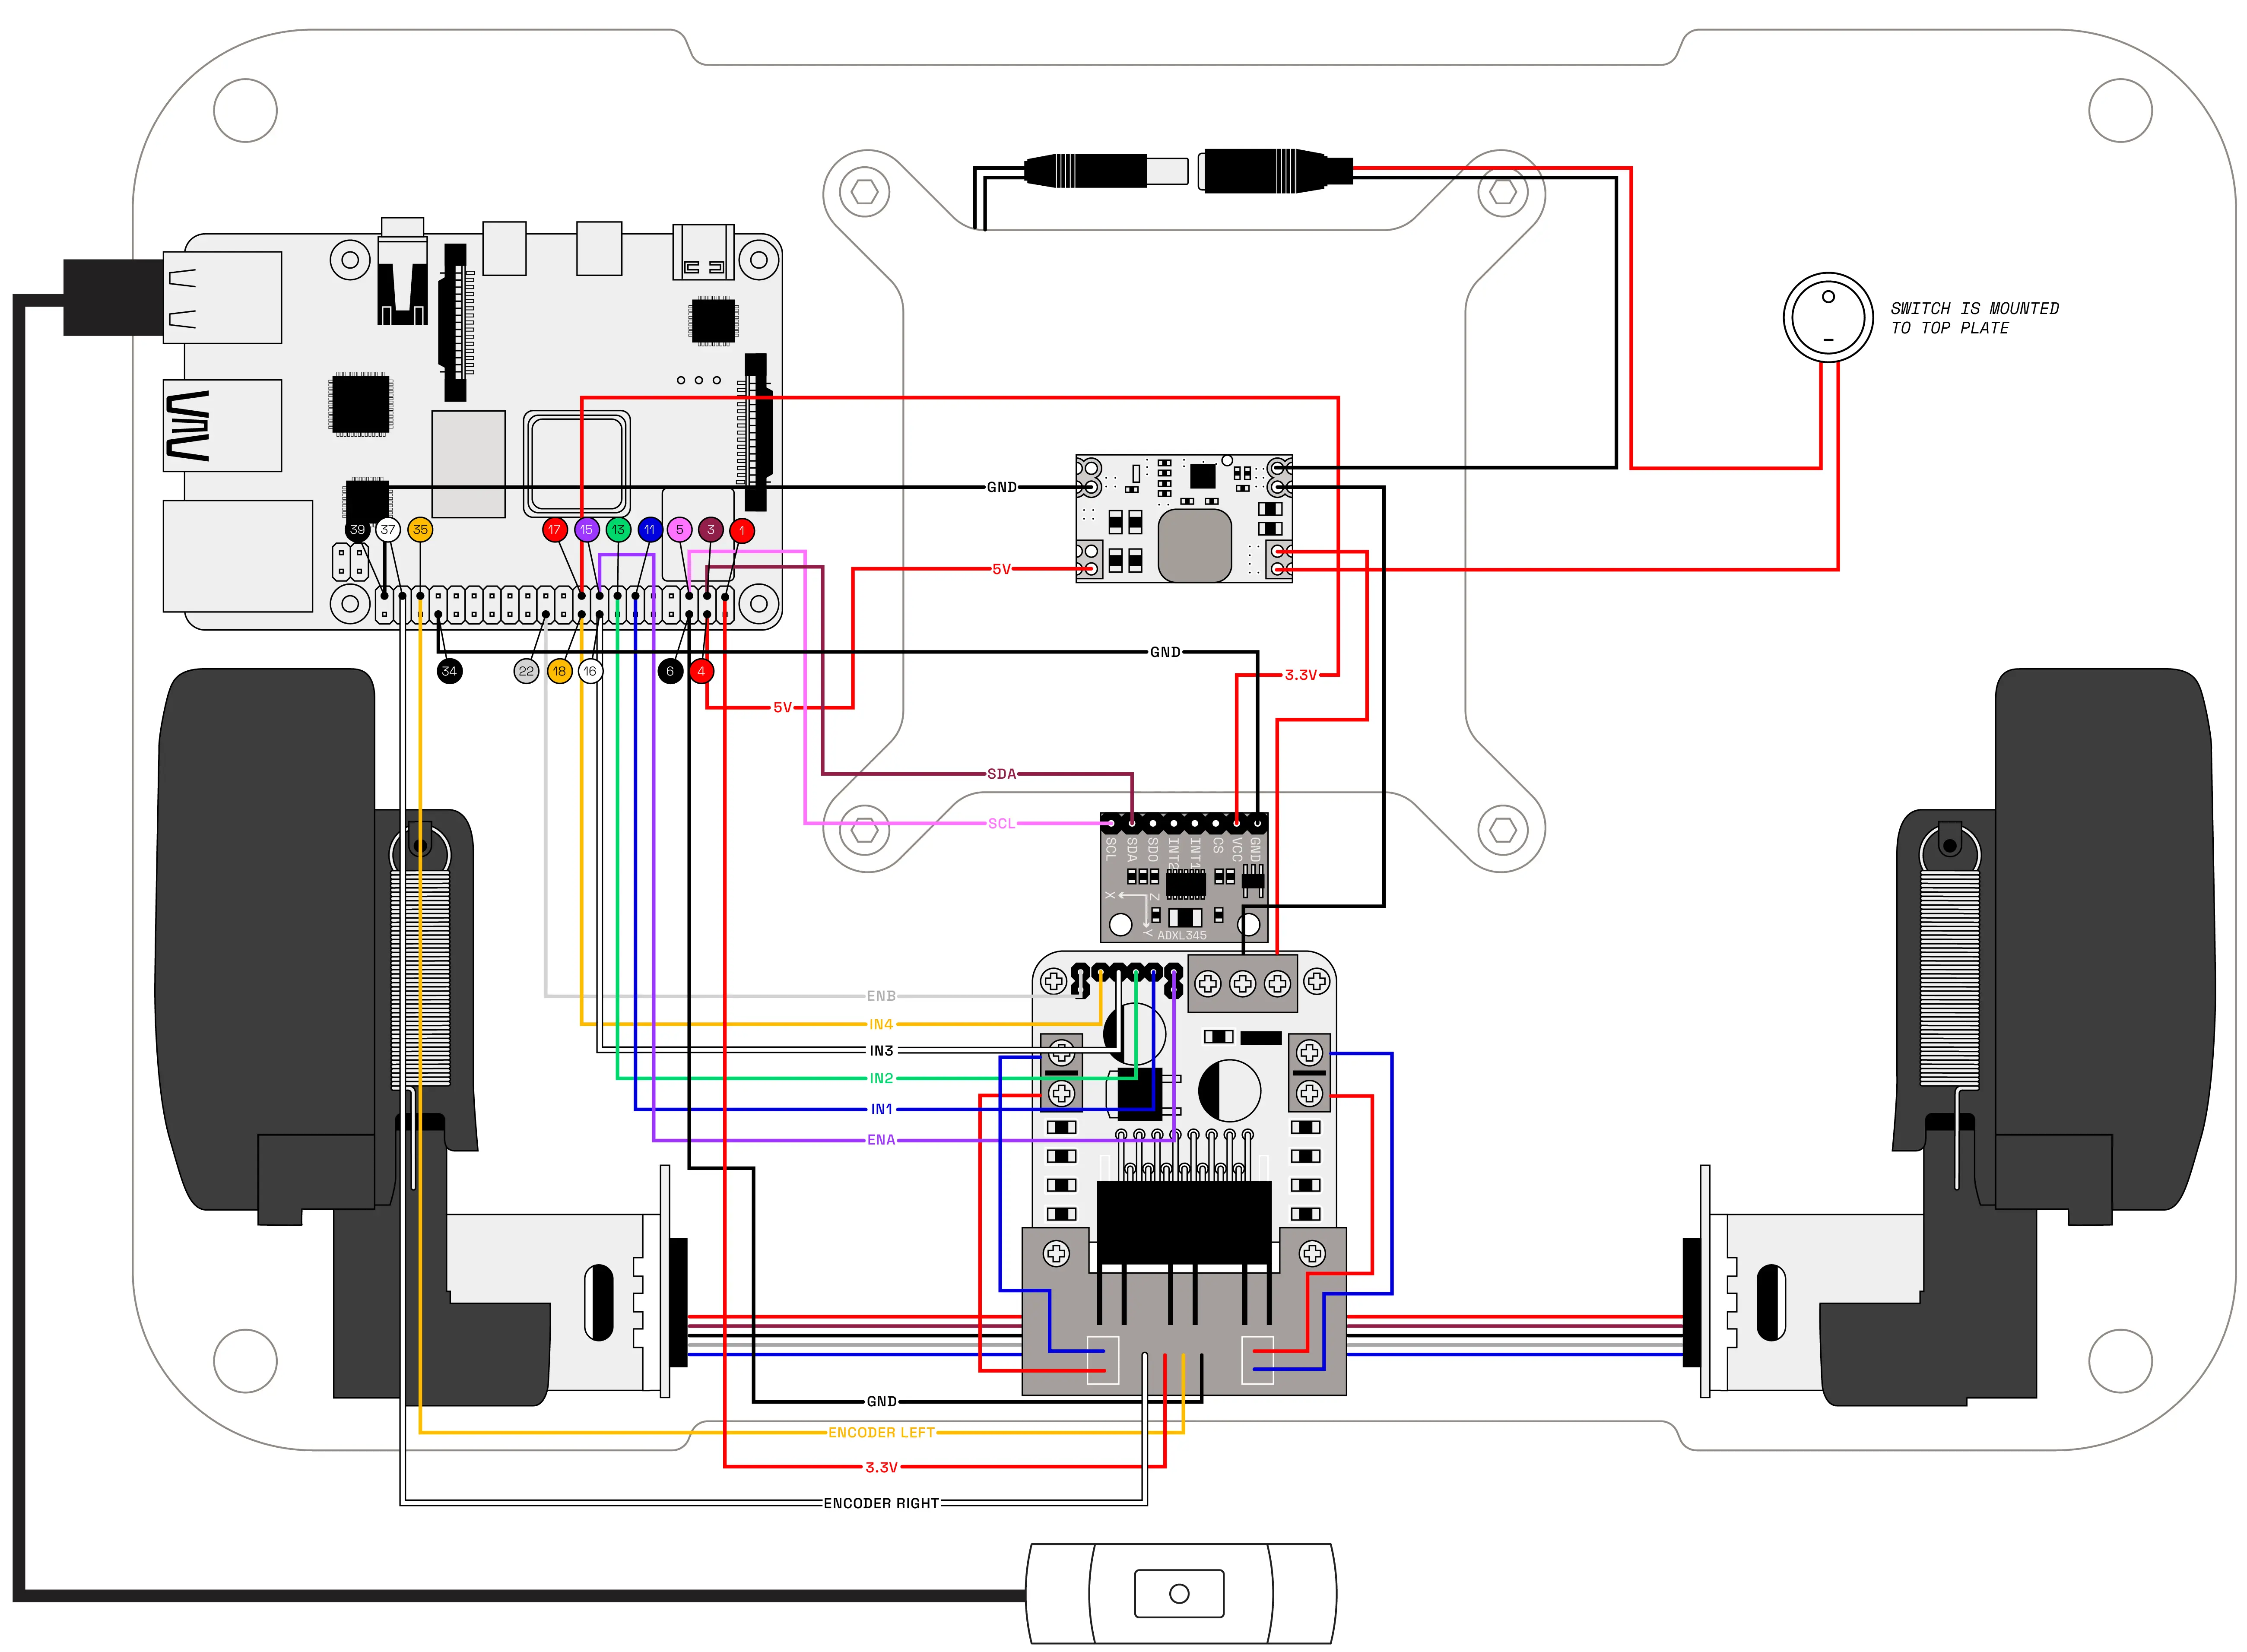 SWITCH IS MOUNTED
TO TOP PLATE
GND
39
37
35
17
15
13
11
5
3
1
5V
GND
34
22
18
16
6
4
3.3V
5V
SDA
SCL
SCL
SDA
SDO
INT2
INT1
CS
VCC
GND
X
Z
Y
ADXL345
ENB
IN4
IN3
IN2
IN1
ENA
GND
ENCODER LEFT
3.3V
ENCODER RIGHT